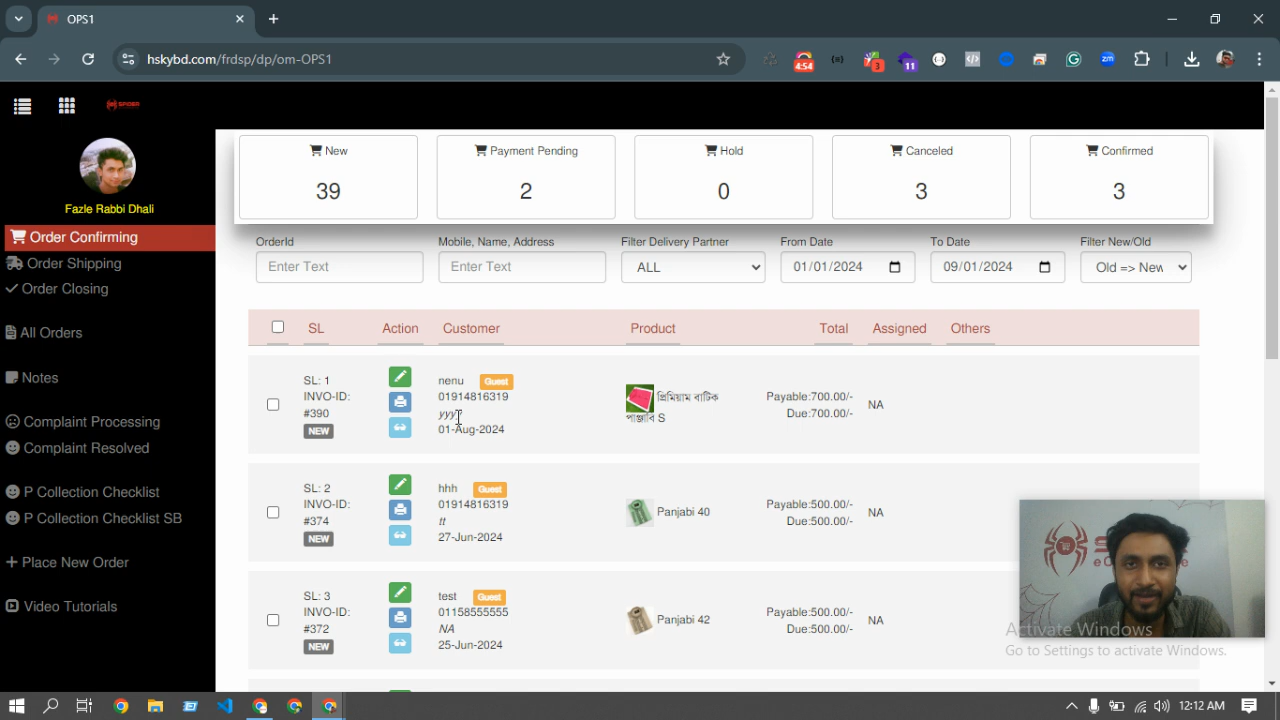 OPS1
hskybd.com/frdsp/dp/om-OPS1
4:54
3
11
zm
SPIDER
Fazle Rabbi Dhali
Order Confirming
Order Shipping
Order Closing
All Orders
Notes
Complaint Processing
Complaint Resolved
P Collection Checklist
P Collection Checklist SB
Place New Order
Video Tutorials
New Payment Pending Hold Canceled Confirmed
39 2 0 3 3
OrderId Mobile, Name, Address Filter Delivery Partner From Date To Date Filter New/Old
Enter Text Enter Text ALL 01/01/2024 09/01/2024 Old => New
SL Action Customer Product Total Assigned Others
SL: 1
INVO-ID:
#390
NEW
nenu Guest
01914816319
yyy
01-Aug-2024
প্রিমিয়াম বাটিক
পাঞ্জাবি S
Payable:700.00/-
Due:700.00/-
NA
SL: 2
INVO-ID:
#374
NEW
hhh Guest
01914816319
tt
27-Jun-2024
Panjabi 40
Payable:500.00/-
Due:500.00/-
NA
SL: 3
INVO-ID:
#372
NEW
test Guest
01158555555
NA
25-Jun-2024
Panjabi 42
Payable:500.00/-
Due:500.00/-
NA
Activate Windows
Go to Settings to activate Windows.
12:12 AM